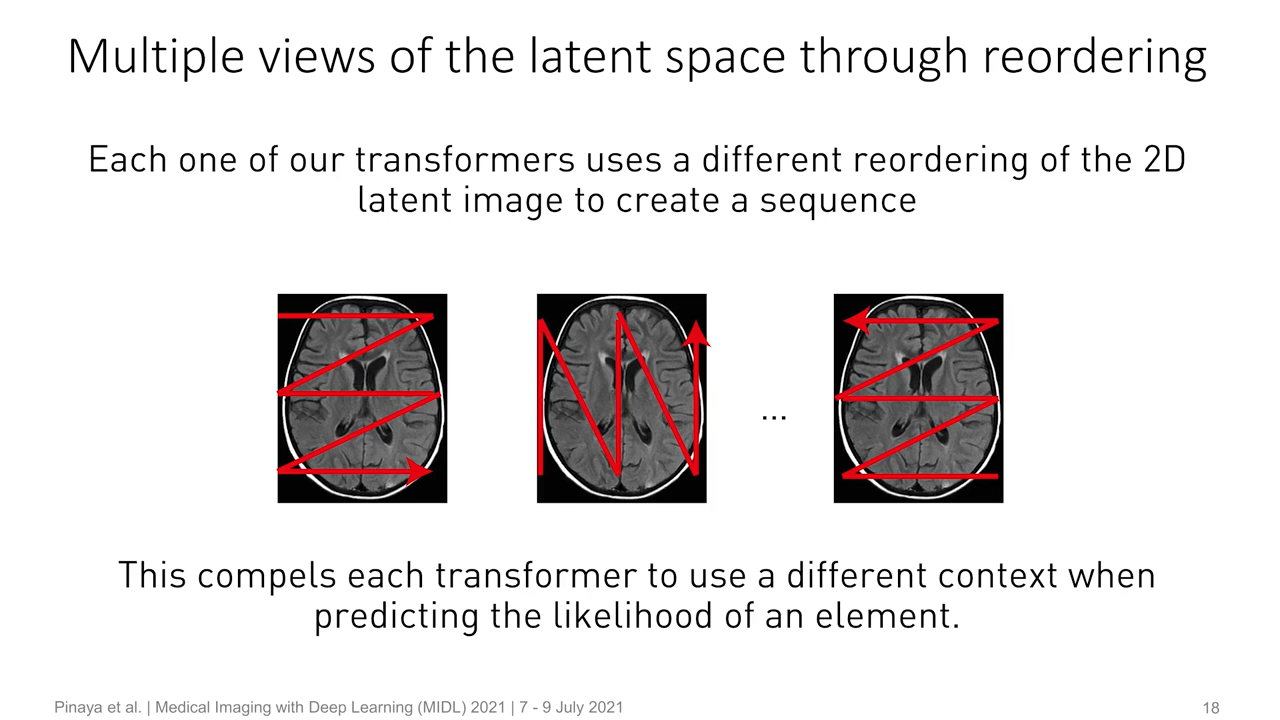 Multiple views of the latent space through reordering
Each one of our transformers uses a different reordering of the 2D
latent image to create a sequence
...
This compels each transformer to use a different context when
predicting the likelihood of an element.
Pinaya et al. | Medical Imaging with Deep Learning (MIDL) 2021 | 7 - 9 July 2021
18